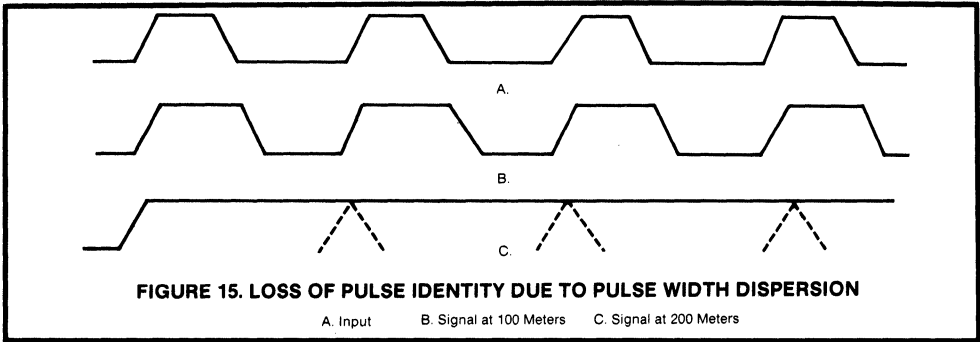 A.
B.
C.
FIGURE 15. LOSS OF PULSE IDENTITY DUE TO PULSE WIDTH DISPERSION
A. Input B. Signal at 100 Meters C. Signal at 200 Meters